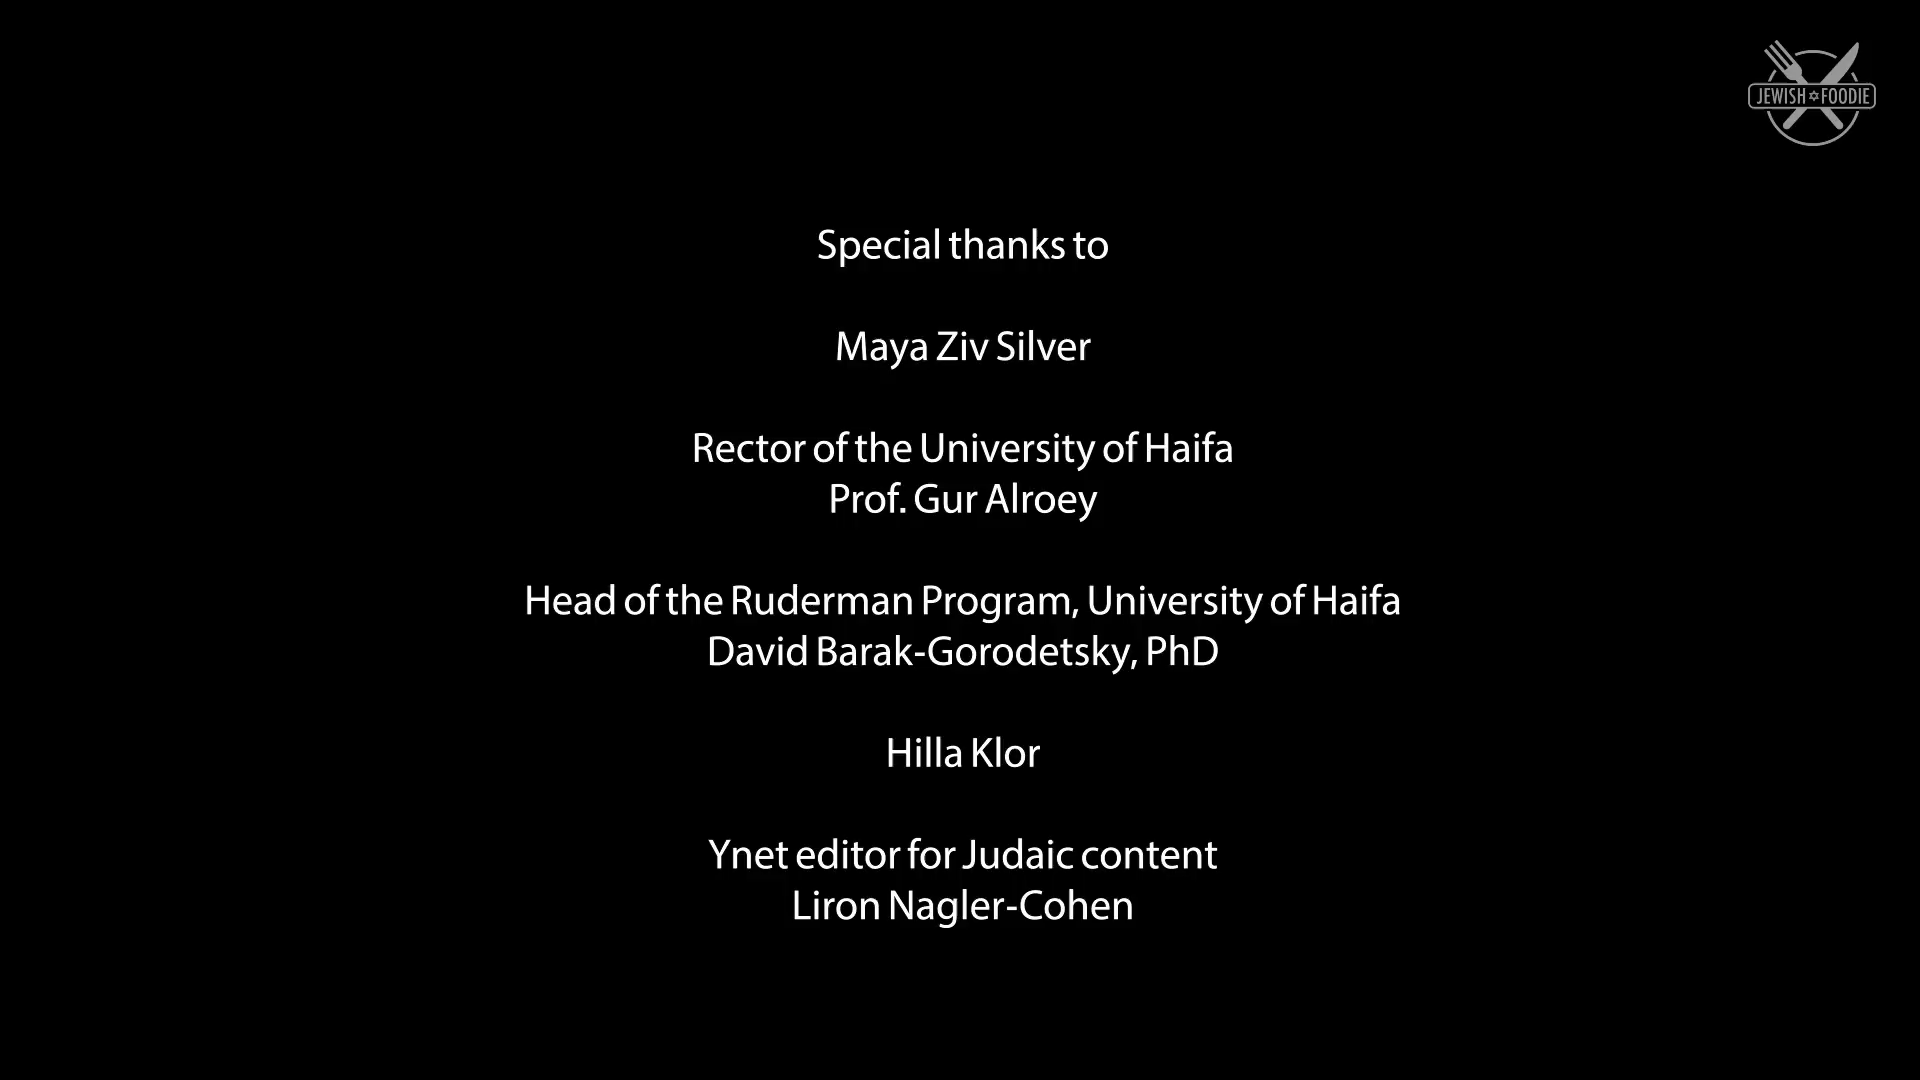 JEWISH FOODIE
Special thanks to
Maya Ziv Silver
Rector of the University of Haifa
Prof. Gur Alroey
Head of the Ruderman Program, University of Haifa
David Barak-Gorodetsky, PhD
Hilla Klor
Ynet editor for Judaic content
Liron Nagler-Cohen